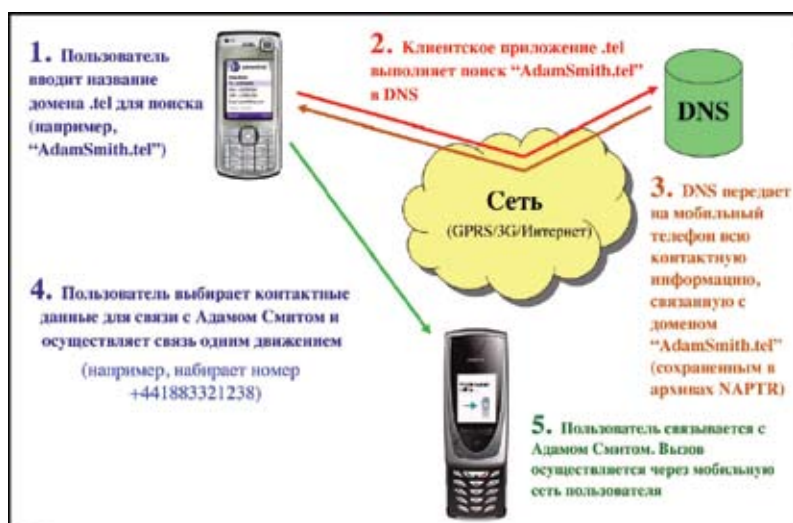 1. Пользователь
вводит название
домена .tel для поиска
(например,
“AdamSmith.tel”)
2. Клиентское приложение .tel
выполняет поиск “AdamSmith.tel”
в DNS
DNS
Сеть
(GPRS/3G/Интернет)
3. DNS передает
на мобильный
телефон всю
контактную
информацию,
связанную с
доменом
“AdamSmith.tel”
(сохраненным в
архивах NAPTR)
4. Пользователь выбирает контактные
данные для связи с Адамом Смитом и
осуществляет связь одним движением
(например, набирает номер
+441883321238)
5. Пользователь связывается с
Адамом Смитом. Вызов
осуществляется через мобильную
сеть пользователя